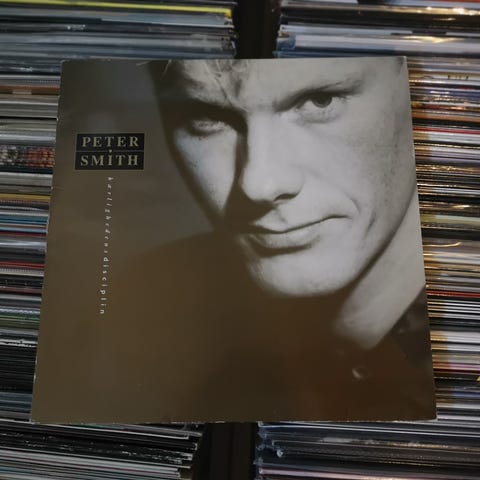 PETER
SMITH
kærlighedens disciplin